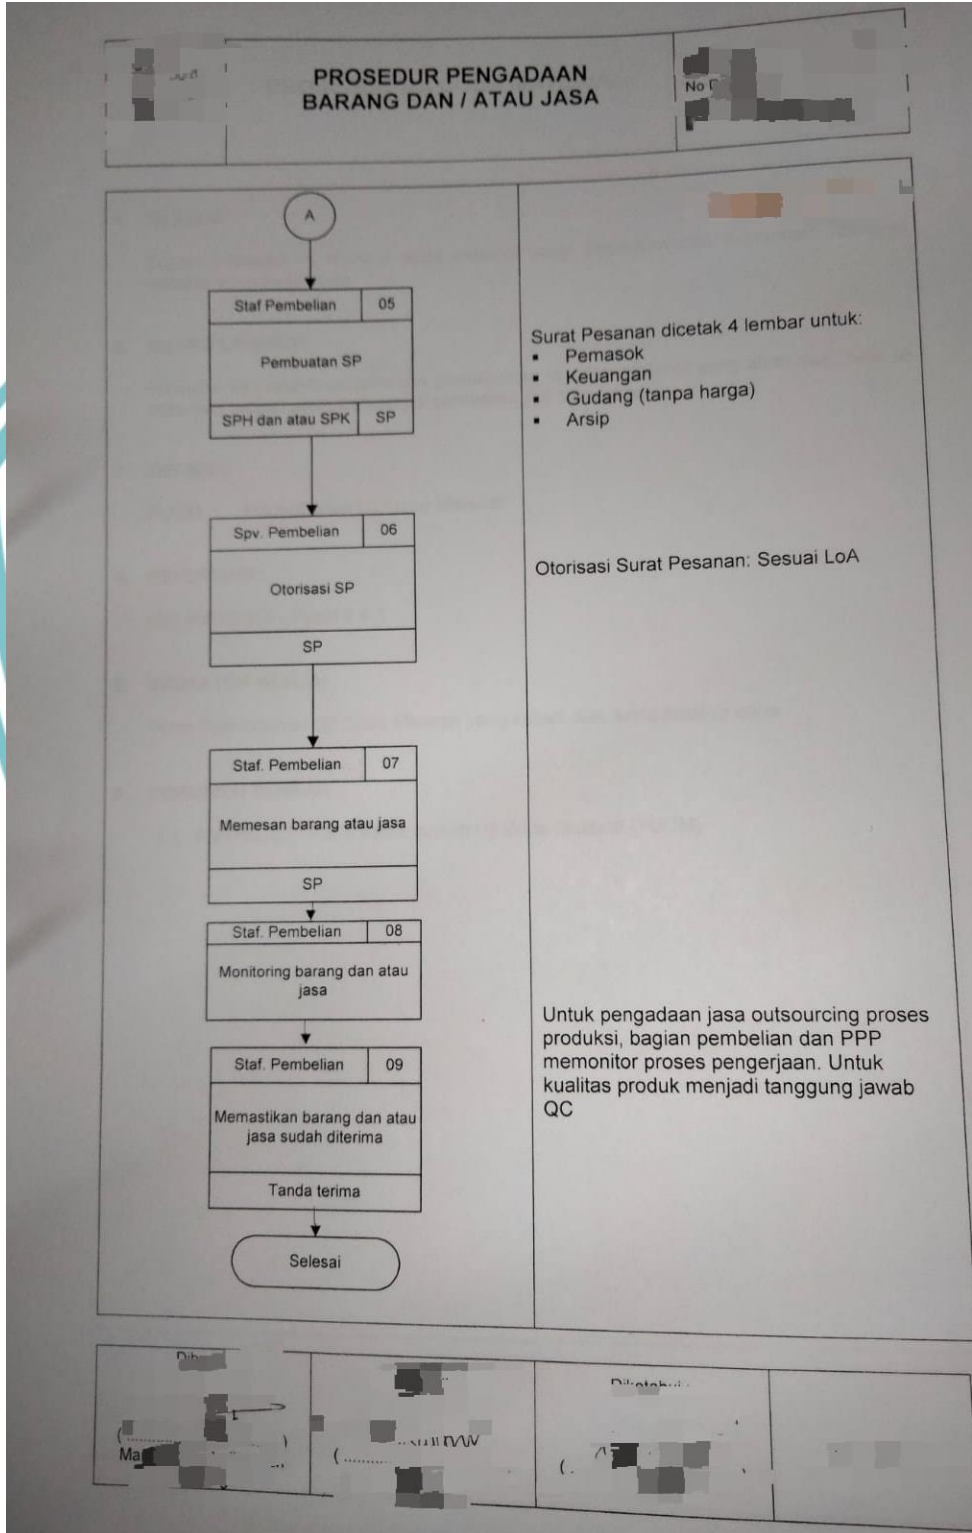 PROSEDUR PENGADAAN
BARANG DAN / ATAU JASA
No
A
Staf Pembelian 05
Pembuatan SP
SPH dan atau SPK SP
Surat Pesanan dicetak 4 lembar untuk:
▪ Pemasok
▪ Keuangan
▪ Gudang (tanpa harga)
▪ Arsip
Spv. Pembelian 06
Otorisasi SP
SP
Otorisasi Surat Pesanan: Sesuai LoA
Staf. Pembelian 07
Memesan barang atau jasa
SP
Staf. Pembelian 08
Monitoring barang dan atau
jasa
Staf. Pembelian 09
Memastikan barang dan atau
jasa sudah diterima
Tanda terima
Selesai
Untuk pengadaan jasa outsourcing proses
produksi, bagian pembelian dan PPP
memonitor proses pengerjaan. Untuk
kualitas produk menjadi tanggung jawab
QC